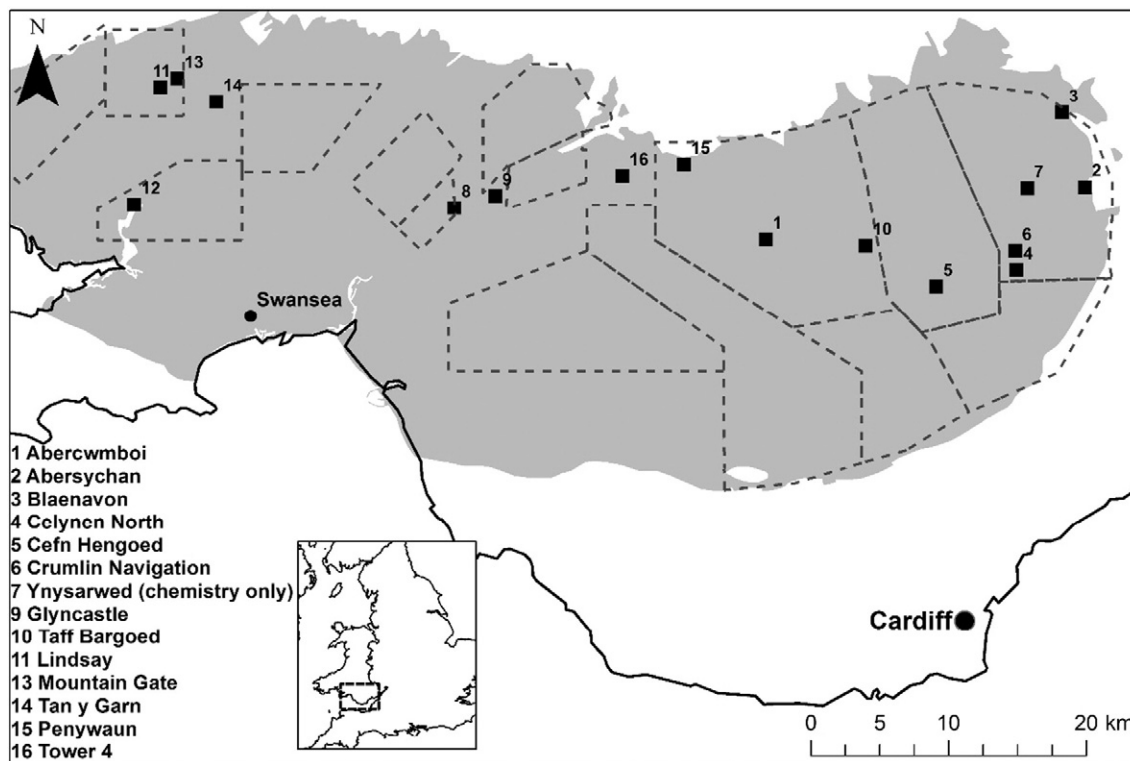 N
13
11
14
12
3
15
16
2
7
9
8
1
10
6
4
5
Swansea
1 Abercwmboi
2 Abersychan
3 Blaenavon
4 Celynen North
5 Cefn Hengoed
6 Crumlin Navigation
7 Ynysarwed (chemistry only)
9 Glyncastle
10 Taff Bargoed
11 Lindsay
13 Mountain Gate
14 Tan y Garn
15 Penywaun
16 Tower 4
Cardiff
0 5 10 20 km